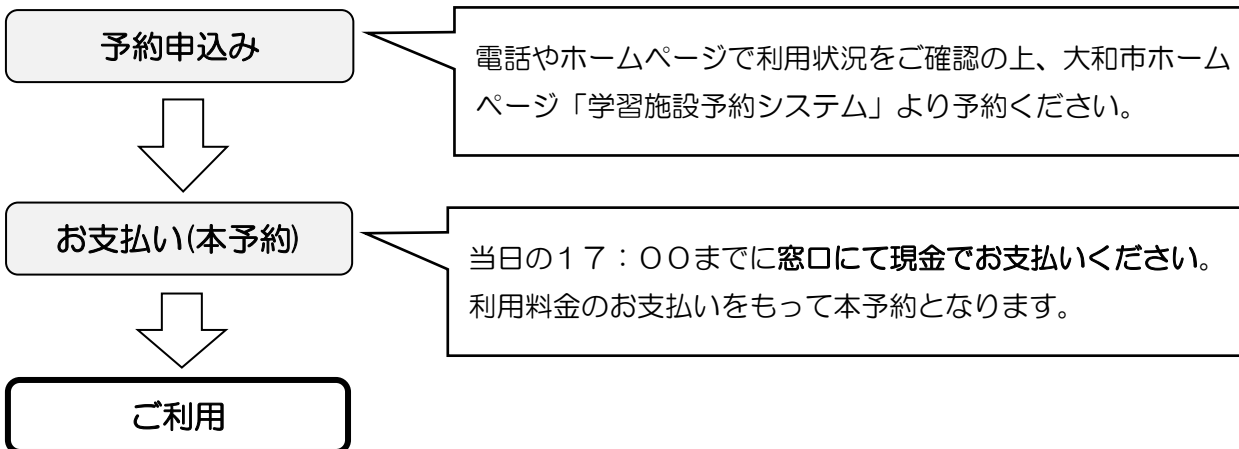 予約申込み
電話やホームページで利用状況をご確認の上、大和市ホーム
ページ「学習施設予約システム」より予約ください。
お支払い(本予約)
当日の１７：００までに窓口にて現金でお支払いください。
利用料金のお支払いをもって本予約となります。
ご利用